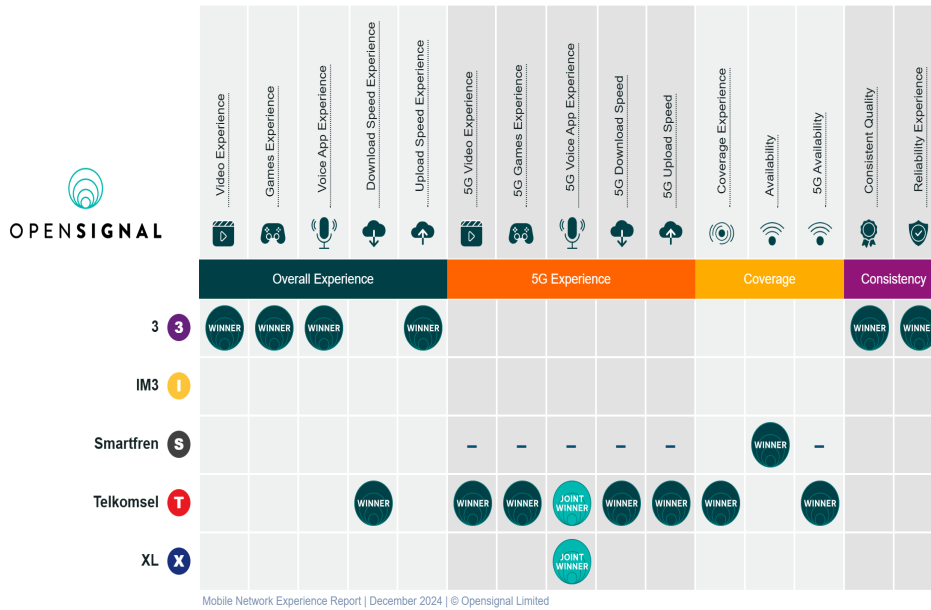 Video Experience
Games Experience
Voice App Experience
Download Speed Experience
Upload Speed Experience
5G Video Experience
5G Games Experience
5G Voice App Experience
5G Download Speed
5G Upload Speed
Coverage Experience
Availability
5G Availability
Consistent Quality
Reliability Experience
OPENSIGNAL
Overall Experience 5G Experience Coverage Consistency
3 3 WINNER WINNER WINNER WINNER WINNER WINNER
IM3 I
Smartfren S – – – – – WINNER –
Telkomsel T WINNER WINNER WINNER JOINT WINNER WINNER WINNER WINNER WINNER
XL X JOINT WINNER
Mobile Network Experience Report | December 2024 | © Opensignal Limited